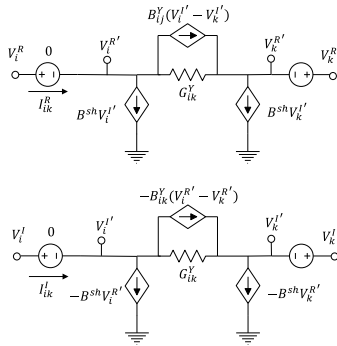 B_{ij}^{Y}(V_i^{I'} − V_k^{I'})
V_i^{R} 0 V_i^{R'} V_k^{R'} V_k^{R}
+ − + −
G_{ik}^{Y}
I_{ik}^{R} B^{sh}V_i^{I'} B^{sh}V_k^{I'}
−B_{ik}^{Y}(V_i^{R'} − V_k^{R'})
V_i^{I} 0 V_i^{I'} V_k^{I'} V_k^{I}
+ − + −
G_{ik}^{Y}
I_{ik}^{I} −B^{sh}V_i^{R'} −B^{sh}V_k^{R'}